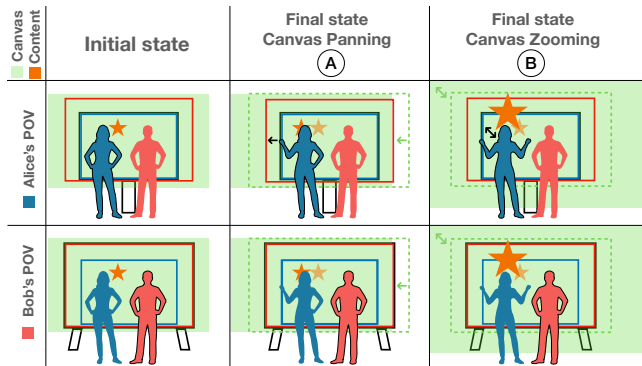 Canvas
Content
Initial state
Final state
Canvas Panning
A
Final state
Canvas Zooming
B
Alice's POV
Bob's POV